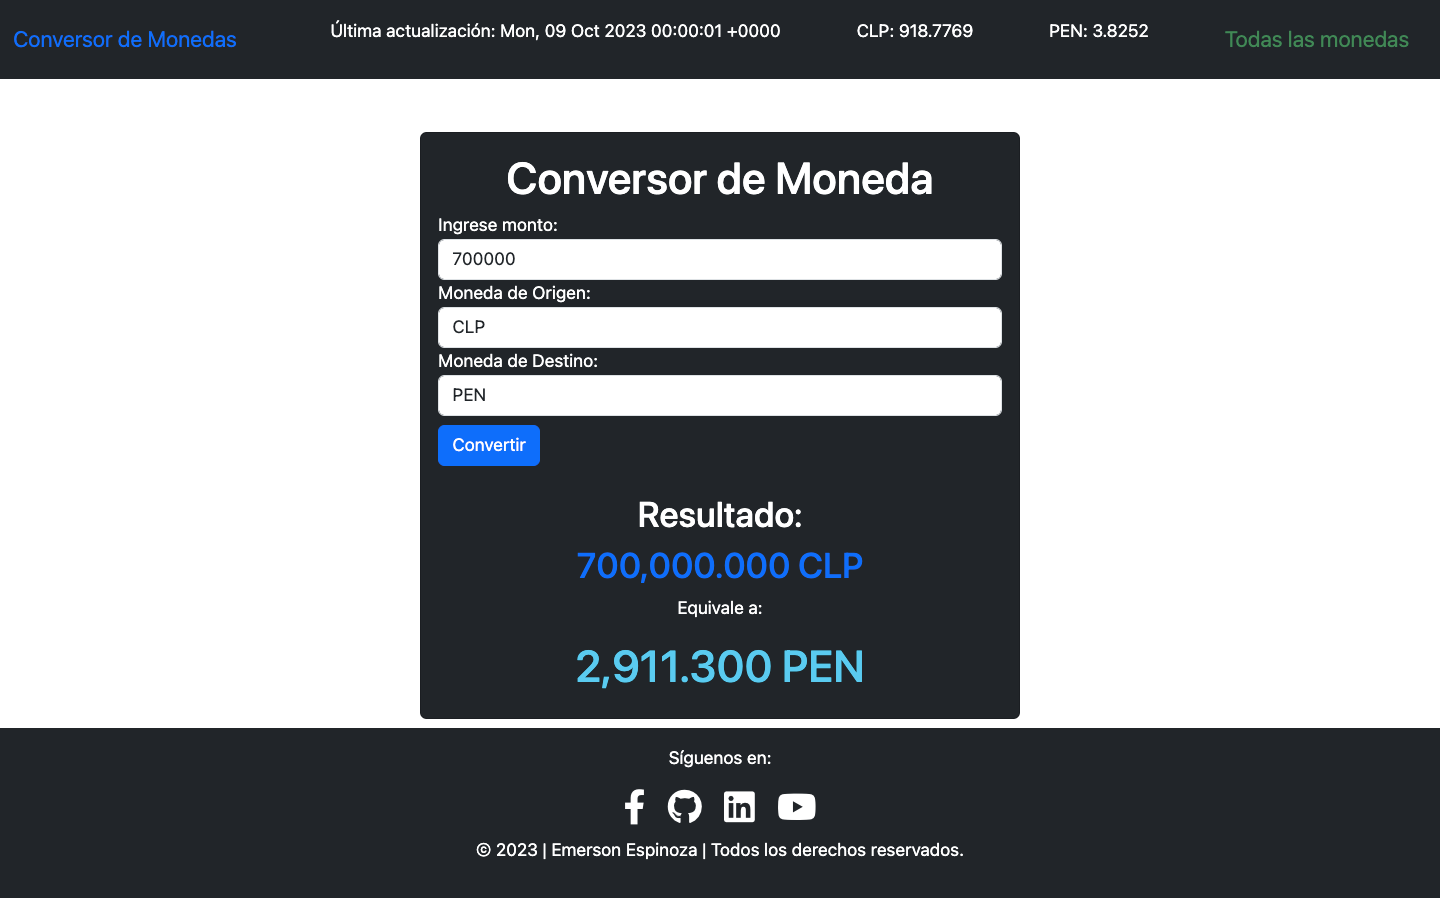 Conversor de Monedas
Última actualización: Mon, 09 Oct 2023 00:00:01 +0000
CLP: 918.7769
PEN: 3.8252
Todas las monedas
Conversor de Moneda
Ingrese monto:
700000
Moneda de Origen:
CLP
Moneda de Destino:
PEN
Convertir
Resultado:
700,000.000 CLP
Equivale a:
2,911.300 PEN
Síguenos en:
© 2023 | Emerson Espinoza | Todos los derechos reservados.